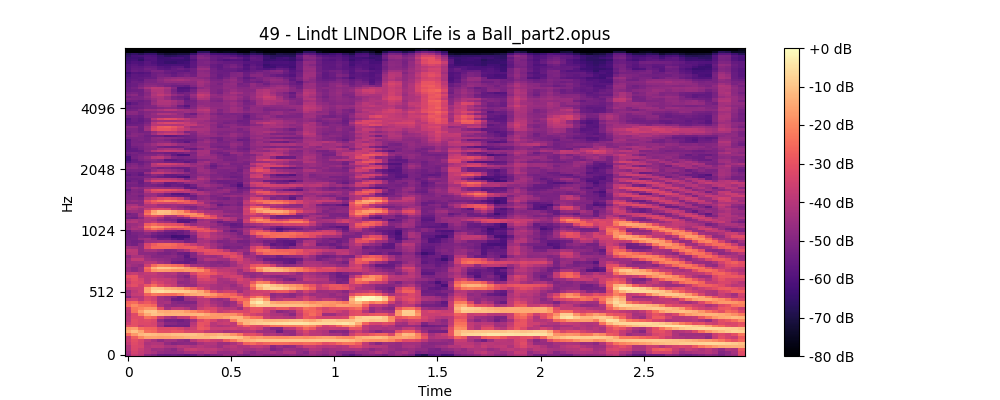 49 - Lindt LINDOR Life is a Ball_part2.opus
+0 dB
4096
-10 dB
-20 dB
2048
-30 dB
Hz
1024
-40 dB
-50 dB
512
-60 dB
-70 dB
0
-80 dB
0 0.5 1 1.5 2 2.5
Time